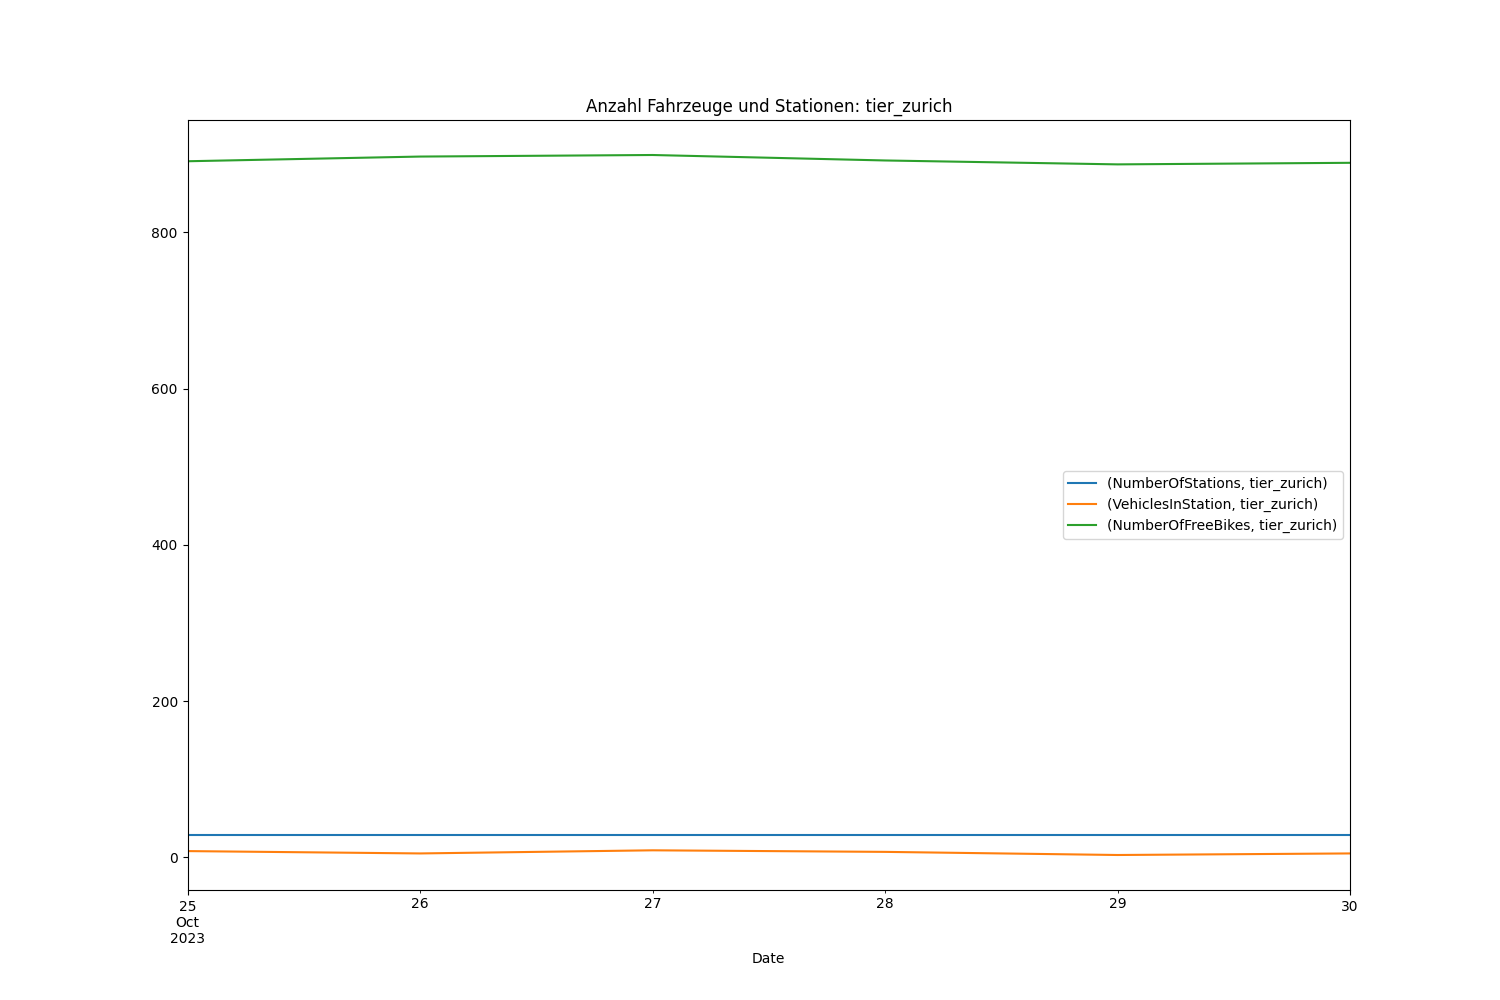 Anzahl Fahrzeuge und Stationen: tier_zurich
800
600
400
200
0
(NumberOfStations, tier_zurich)
(VehiclesInStation, tier_zurich)
(NumberOfFreeBikes, tier_zurich)
25 26 27 28 29 30
Oct
2023
Date